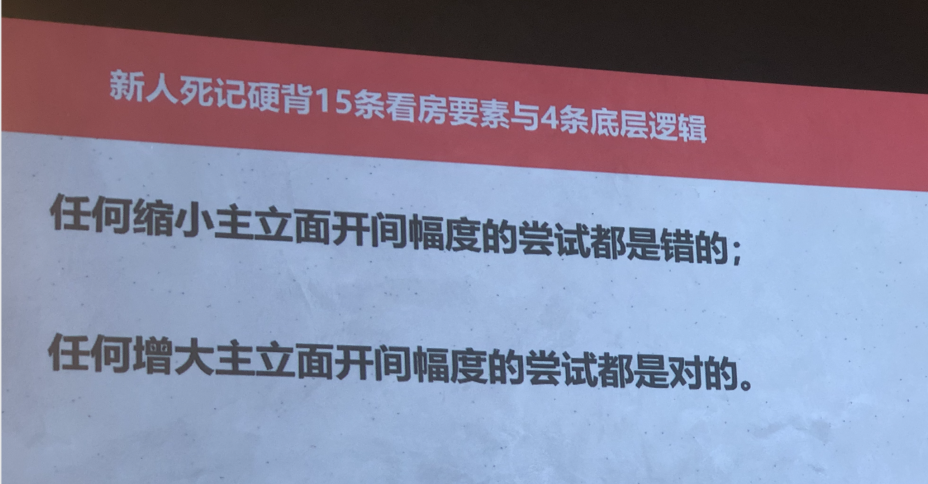 新人死记硬背15条看房要素与4条底层逻辑
任何缩小主立面开间幅度的尝试都是错的；
任何增大主立面开间幅度的尝试都是对的。